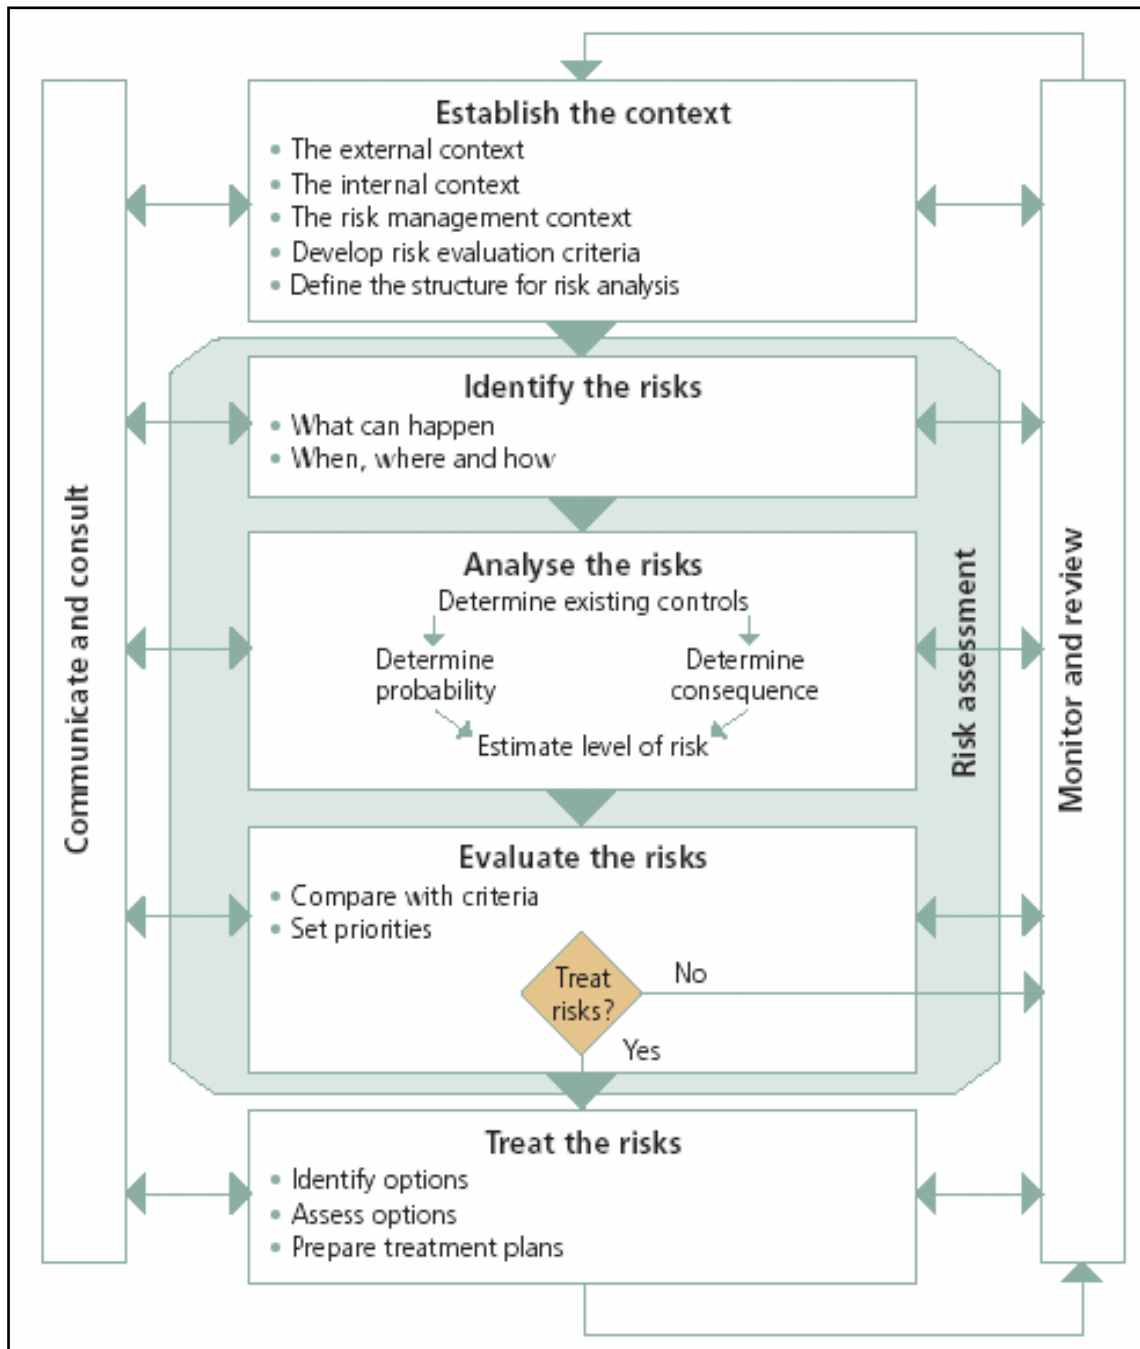 Establish the context
• The external context
• The internal context
• The risk management context
• Develop risk evaluation criteria
• Define the structure for risk analysis
Identify the risks
• What can happen
• When, where and how
Analyse the risks
Determine existing controls
Determine
probability
Determine
consequence
Estimate level of risk
Evaluate the risks
• Compare with criteria
• Set priorities
Treat
risks?
No
Yes
Treat the risks
• Identify options
• Assess options
• Prepare treatment plans
Communicate and consult
Risk assessment
Monitor and review